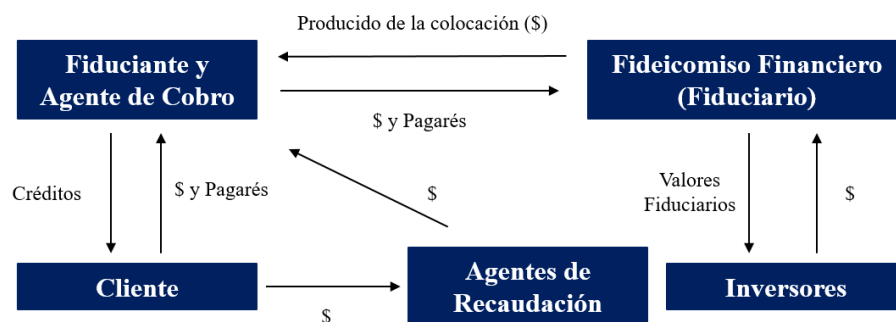 Producido de la colocación ($)
Fiduciante y
Agente de Cobro
Fideicomiso Financiero
(Fiduciario)
$ y Pagarés
Créditos
$ y Pagarés
$
Valores
Fiduciarios
$
Cliente
Agentes de
Recaudación
Inversores
$